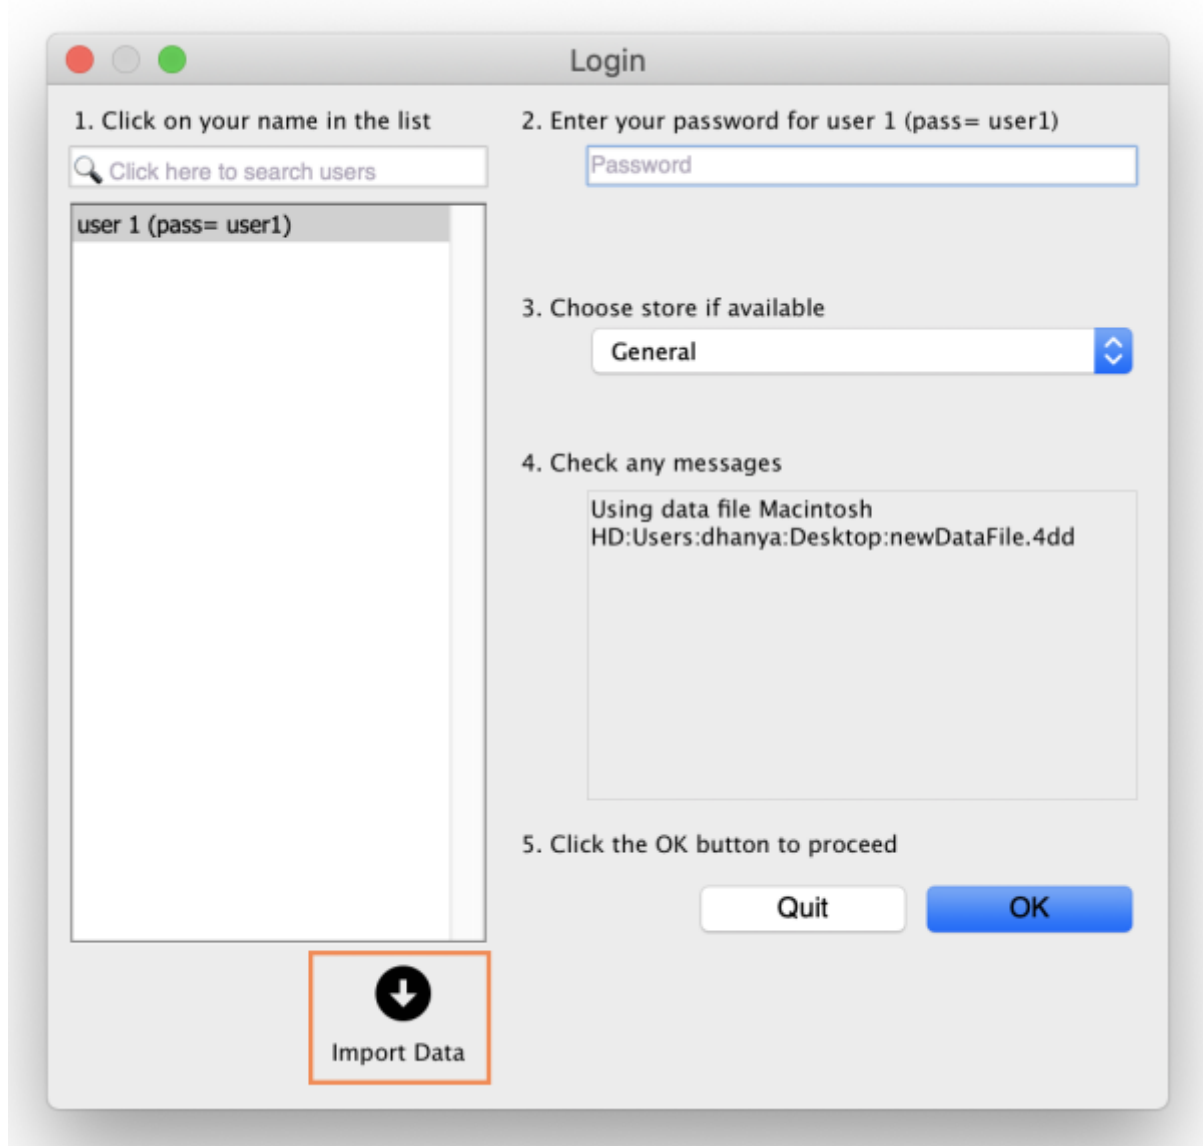 Login
1. Click on your name in the list
Click here to search users
user 1 (pass= user1)
2. Enter your password for user 1 (pass= user1)
Password
3. Choose store if available
General
4. Check any messages
Using data file Macintosh
HD:Users:dhanya:Desktop:newDataFile.4dd
5. Click the OK button to proceed
Quit
OK
Import Data